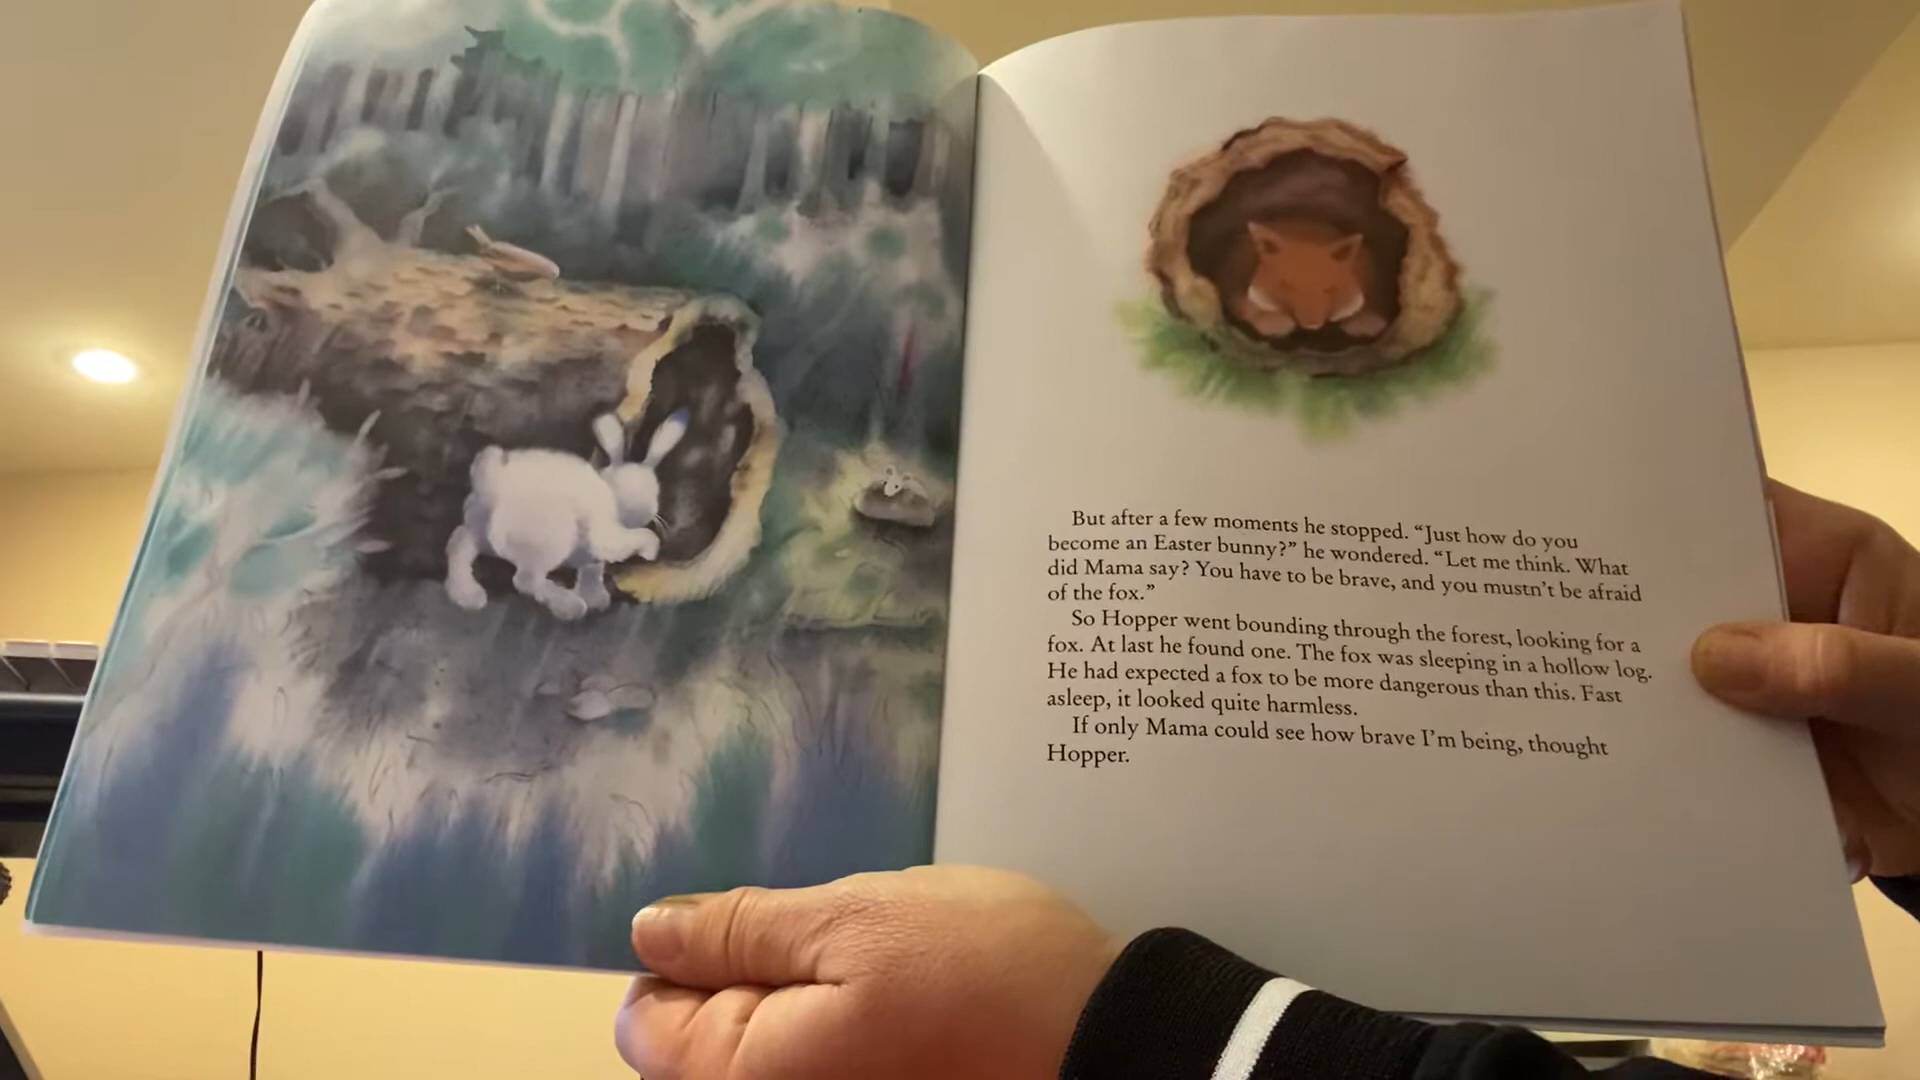 But after a few moments he stopped. “Just how do you
become an Easter bunny?” he wondered. “Let me think. What
did Mama say? You have to be brave, and you mustn’t be afraid
of the fox.”
So Hopper went bounding through the forest, looking for a
fox. At last he found one. The fox was sleeping in a hollow log.
He had expected a fox to be more dangerous than this. Fast
asleep, it looked quite harmless.
If only Mama could see how brave I’m being, thought
Hopper.